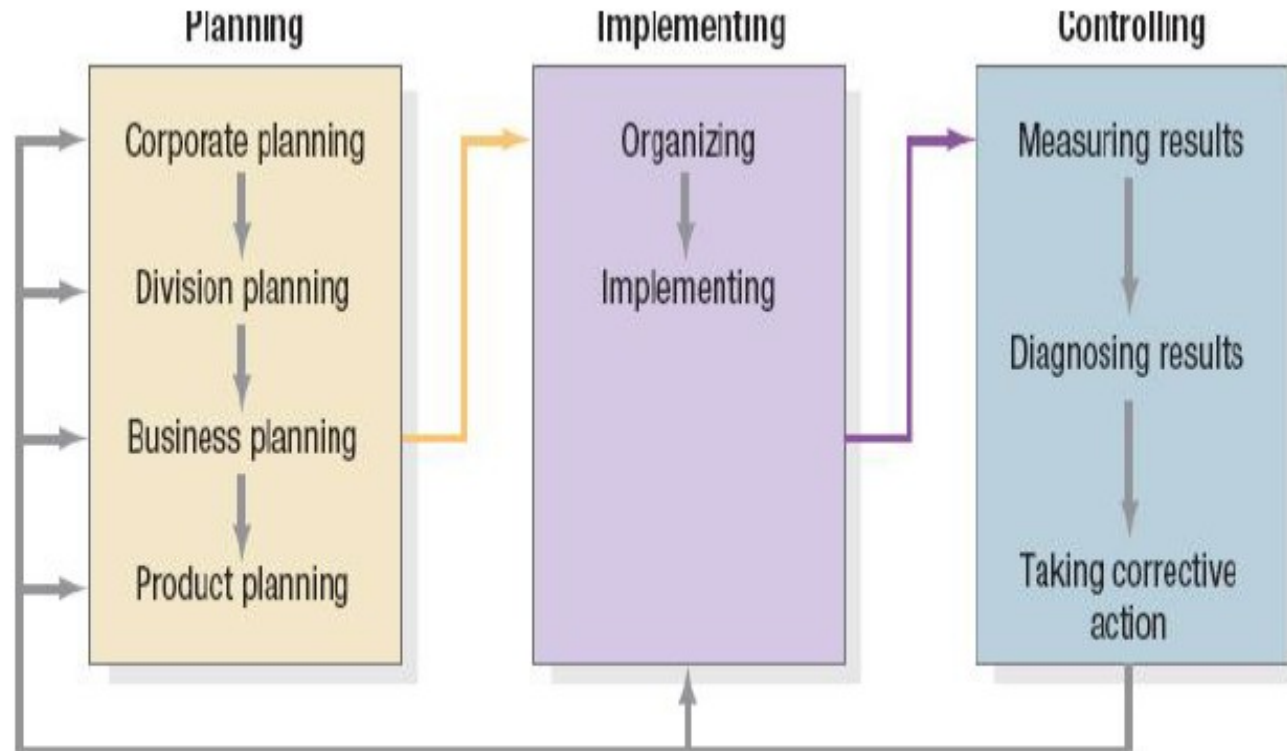 Planning
Corporate planning
Division planning
Business planning
Product planning
Implementing
Organizing
Implementing
Controlling
Measuring results
Diagnosing results
Taking corrective
action